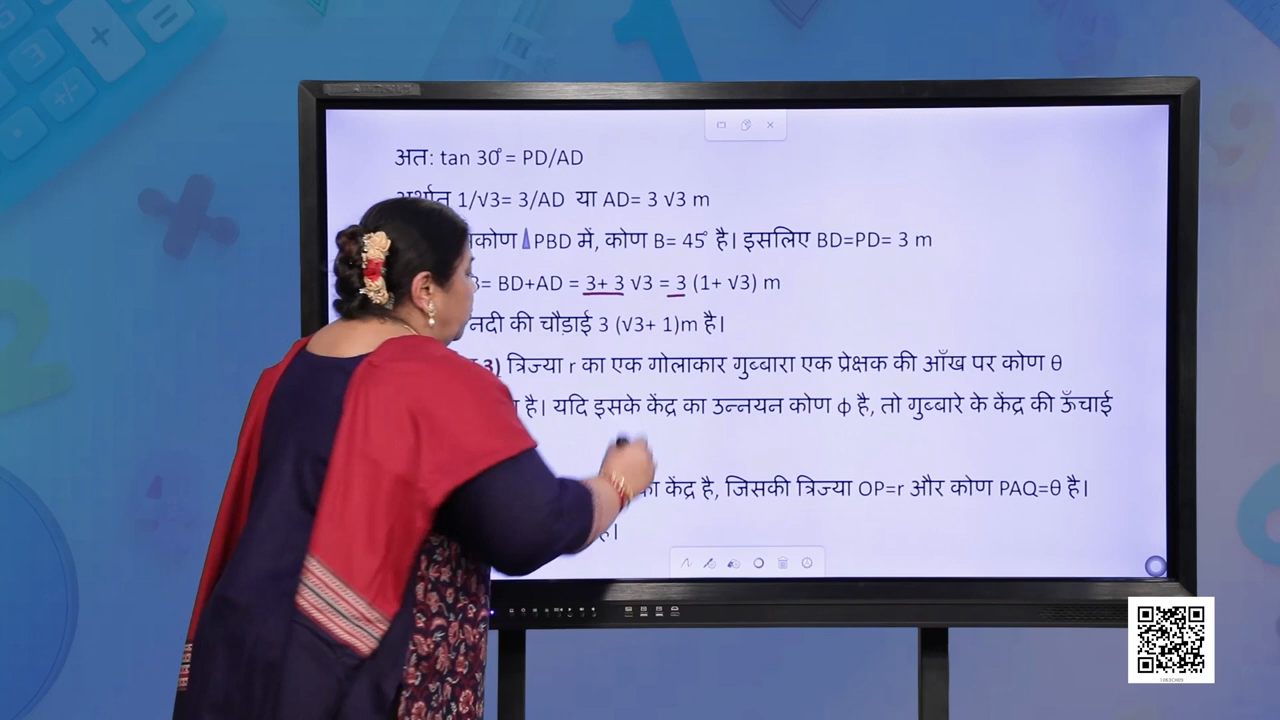 अत: tan 30° = PD/AD
1/√3= 3/AD या AD= 3 √3 m
PBD में, कोण B= 45° है। इसलिए BD=PD= 3 m
= BD+AD = 3+ 3 √3 = 3 (1+ √3) m
नदी की चौड़ाई 3 (√3+ 1)m है।
3) त्रिज्या r का एक गोलाकार गुब्बारा एक प्रेक्षक की आँख पर कोण θ
है। यदि इसके केंद्र का उन्नयन कोण ϕ है, तो गुब्बारे के केंद्र की ऊँचाई
का केंद्र है, जिसकी त्रिज्या OP=r और कोण PAQ=θ है।
है।